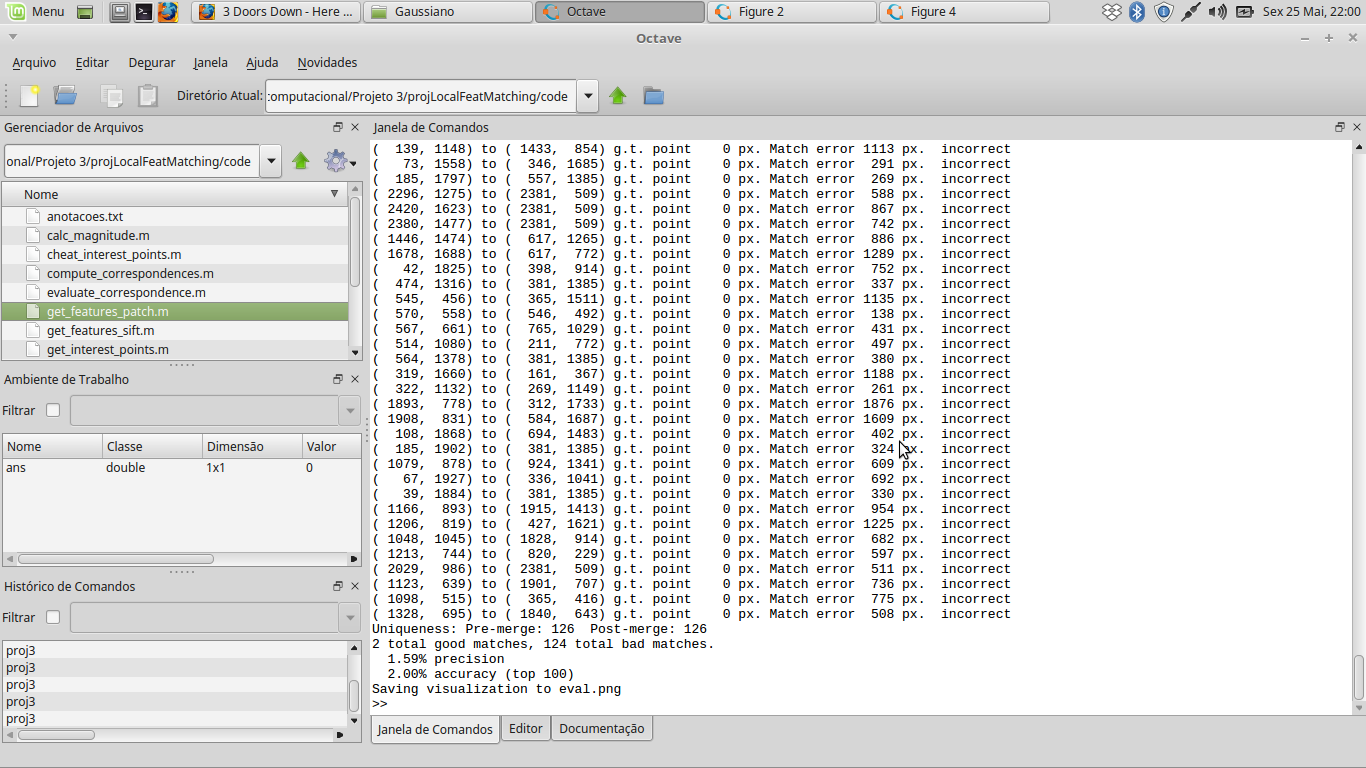 Menu
3 Doors Down - Here ...
Gaussiano
Octave
Figure 2
Figure 4
Sex 25 Mai, 22:00
Octave
Arquivo Editar Depurar Janela Ajuda Novidades
Diretório Atual: :omputacional/Projeto 3/projLocalFeatMatching/code
Gerenciador de Arquivos
onal/Projeto 3/projLocalFeatMatching/code
Nome
anotacoes.txt
calc_magnitude.m
cheat_interest_points.m
compute_correspondences.m
evaluate_correspondence.m
get_features_patch.m
get_features_sift.m
get_interest_points.m
Ambiente de Trabalho
Filtrar
Nome Classe Dimensão Valor
ans double 1x1 0
Histórico de Comandos
Filtrar
proj3
proj3
proj3
proj3
proj3
Janela de Comandos
( 139, 1148) to ( 1433, 854) g.t. point 0 px. Match error 1113 px. incorrect
( 73, 1558) to ( 346, 1685) g.t. point 0 px. Match error 291 px. incorrect
( 185, 1797) to ( 557, 1385) g.t. point 0 px. Match error 269 px. incorrect
( 2296, 1275) to ( 2381, 509) g.t. point 0 px. Match error 588 px. incorrect
( 2420, 1623) to ( 2381, 509) g.t. point 0 px. Match error 867 px. incorrect
( 2380, 1477) to ( 2381, 509) g.t. point 0 px. Match error 742 px. incorrect
( 1446, 1474) to ( 617, 1265) g.t. point 0 px. Match error 886 px. incorrect
( 1678, 1688) to ( 617, 772) g.t. point 0 px. Match error 1289 px. incorrect
( 42, 1825) to ( 398, 914) g.t. point 0 px. Match error 752 px. incorrect
( 474, 1316) to ( 381, 1385) g.t. point 0 px. Match error 337 px. incorrect
( 545, 456) to ( 365, 1511) g.t. point 0 px. Match error 1135 px. incorrect
( 570, 558) to ( 546, 492) g.t. point 0 px. Match error 138 px. incorrect
( 567, 661) to ( 765, 1029) g.t. point 0 px. Match error 431 px. incorrect
( 514, 1080) to ( 211, 772) g.t. point 0 px. Match error 497 px. incorrect
( 564, 1378) to ( 381, 1385) g.t. point 0 px. Match error 380 px. incorrect
( 319, 1660) to ( 161, 367) g.t. point 0 px. Match error 1188 px. incorrect
( 322, 1132) to ( 269, 1149) g.t. point 0 px. Match error 261 px. incorrect
( 1893, 778) to ( 312, 1733) g.t. point 0 px. Match error 1876 px. incorrect
( 1908, 831) to ( 584, 1687) g.t. point 0 px. Match error 1609 px. incorrect
( 108, 1868) to ( 694, 1483) g.t. point 0 px. Match error 402 px. incorrect
( 185, 1902) to ( 381, 1385) g.t. point 0 px. Match error 324 px. incorrect
( 1079, 878) to ( 924, 1341) g.t. point 0 px. Match error 609 px. incorrect
( 67, 1927) to ( 336, 1041) g.t. point 0 px. Match error 692 px. incorrect
( 39, 1884) to ( 381, 1385) g.t. point 0 px. Match error 330 px. incorrect
( 1166, 893) to ( 1915, 1413) g.t. point 0 px. Match error 954 px. incorrect
( 1206, 819) to ( 427, 1621) g.t. point 0 px. Match error 1225 px. incorrect
( 1048, 1045) to ( 1828, 914) g.t. point 0 px. Match error 682 px. incorrect
( 1213, 744) to ( 820, 229) g.t. point 0 px. Match error 597 px. incorrect
( 2029, 986) to ( 2381, 509) g.t. point 0 px. Match error 511 px. incorrect
( 1123, 639) to ( 1901, 707) g.t. point 0 px. Match error 736 px. incorrect
( 1098, 515) to ( 365, 416) g.t. point 0 px. Match error 775 px. incorrect
( 1328, 695) to ( 1840, 643) g.t. point 0 px. Match error 508 px. incorrect
Uniqueness: Pre-merge: 126 Post-merge: 126
2 total good matches, 124 total bad matches.
1.59% precision
2.00% accuracy (top 100)
Saving visualization to eval.png
>>
Janela de Comandos Editor Documentação